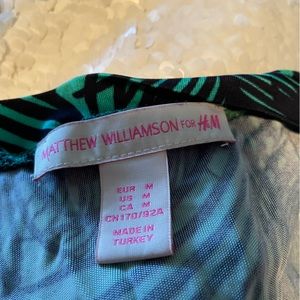 MATTHEW WILLIAMSON FOR H&M
EUR M
US M
CA M
CN170/92A
MADE IN
TURKEY